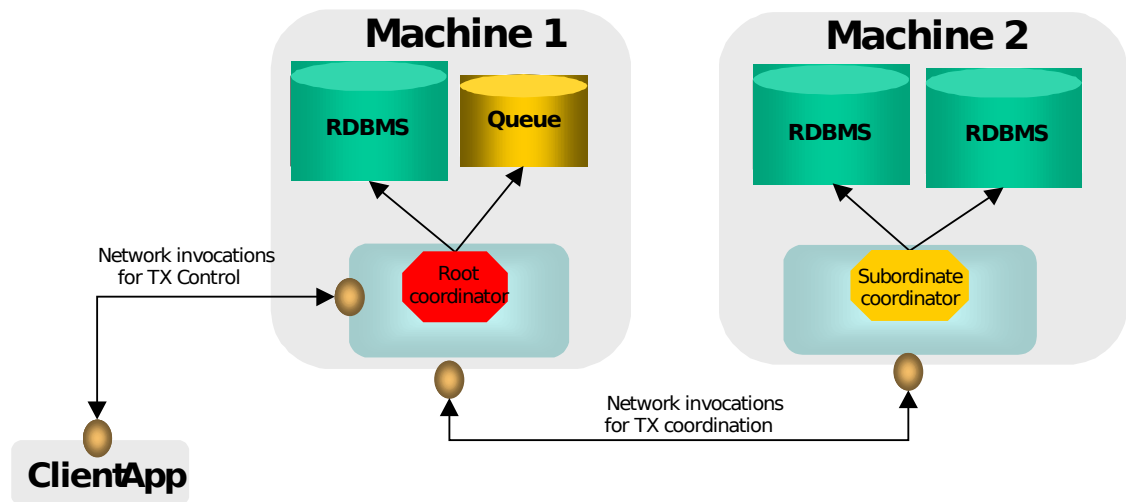 Machine 1
Machine 2
RDBMS
Queue
RDBMS
RDBMS
Network invocations
for TX Control
Root
coordinator
Subordinate
coordinator
Network invocations
for TX coordination
ClientApp